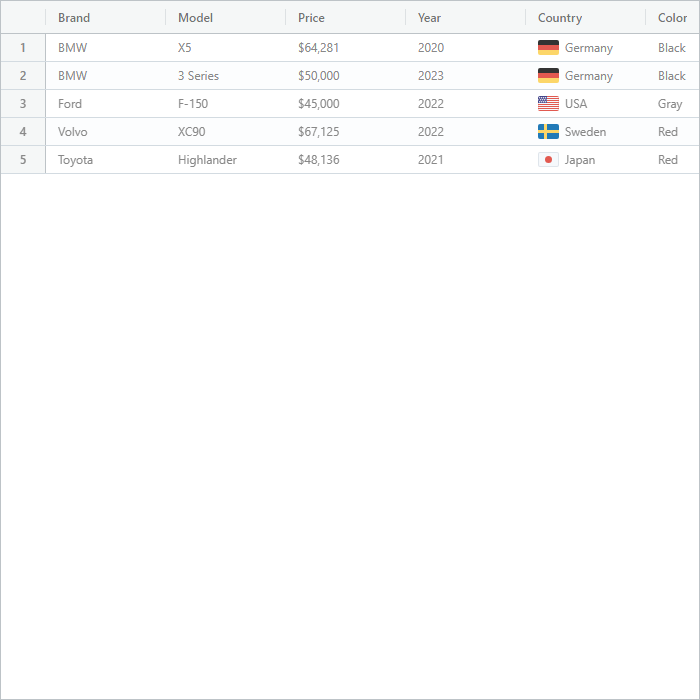 Brand Model Price Year Country Color
1 BMW X5 $64,281 2020 Germany Black
2 BMW 3 Series $50,000 2023 Germany Black
3 Ford F-150 $45,000 2022 USA Gray
4 Volvo XC90 $67,125 2022 Sweden Red
5 Toyota Highlander $48,136 2021 Japan Red